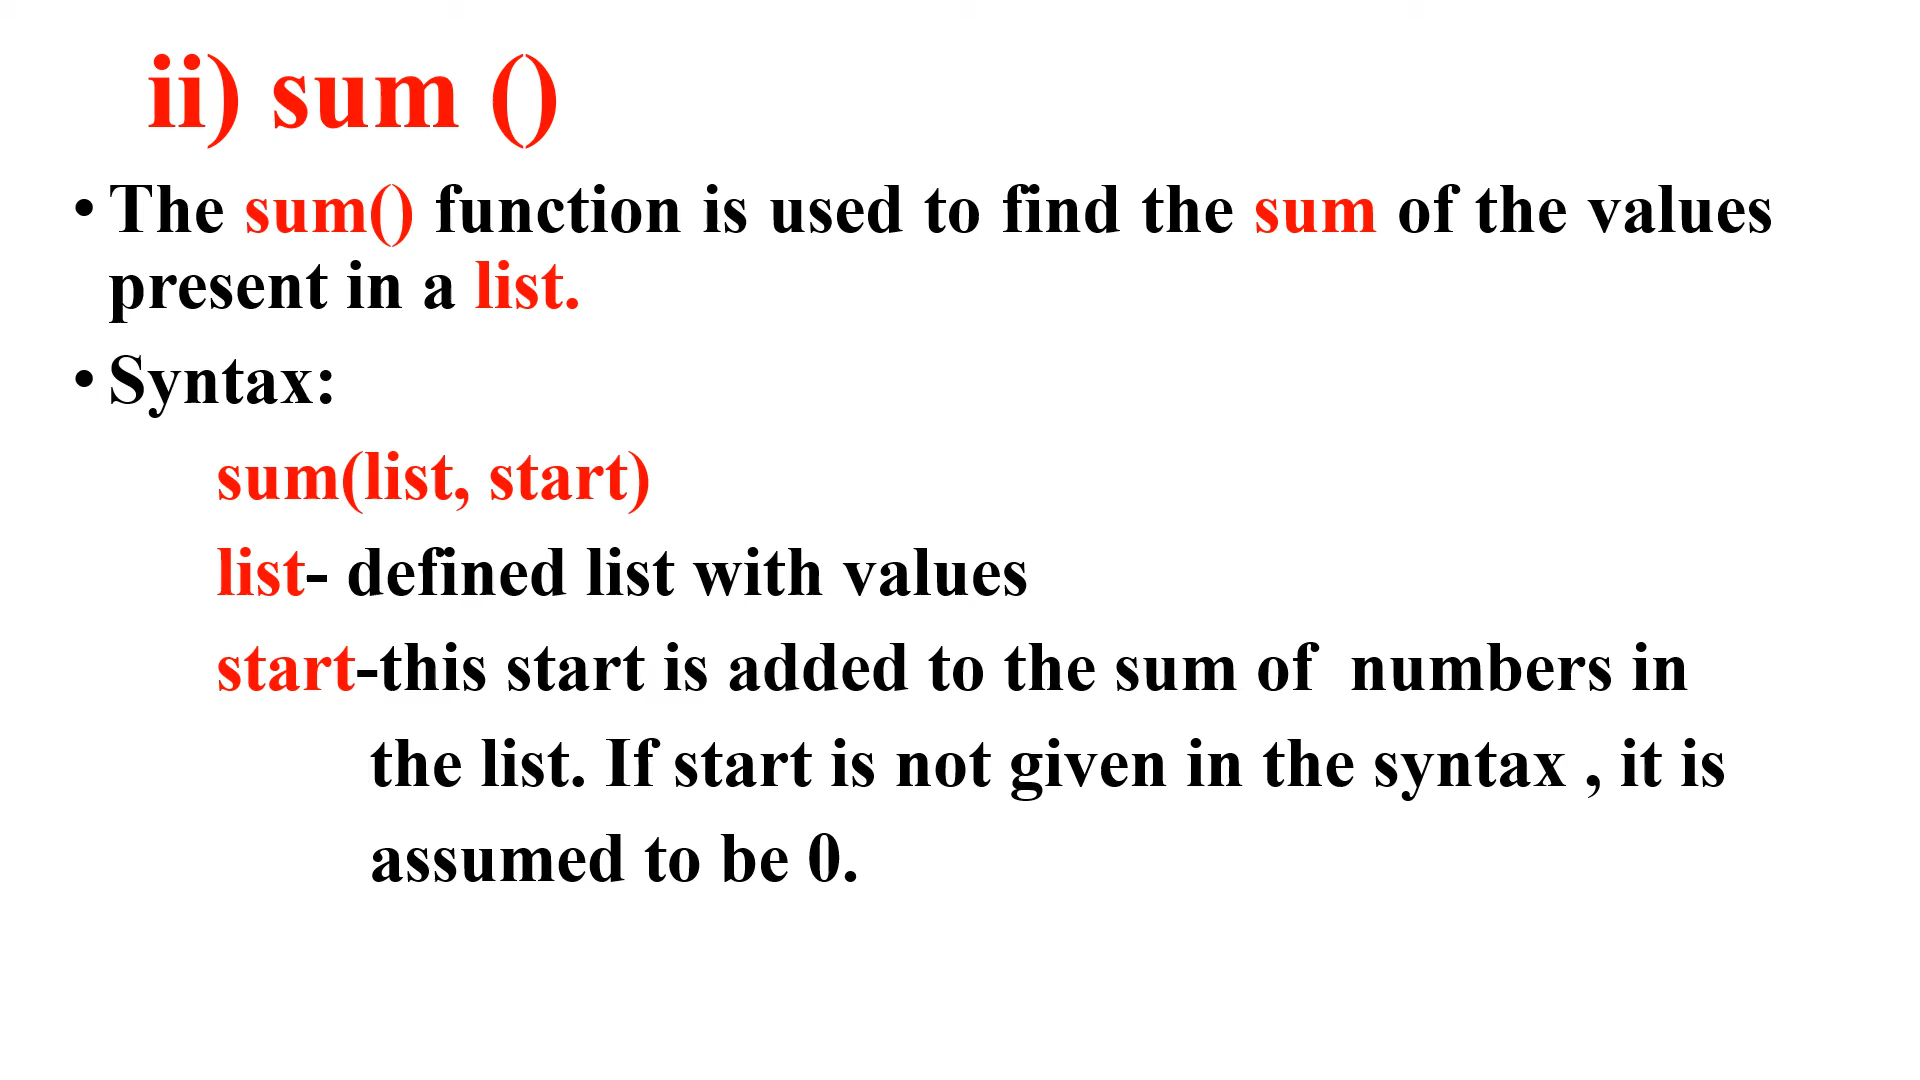 ii) sum ()
• The sum() function is used to find the sum of the values
present in a list.
• Syntax:
sum(list, start)
list- defined list with values
start-this start is added to the sum of  numbers in
the list. If start is not given in the syntax , it is
assumed to be 0.